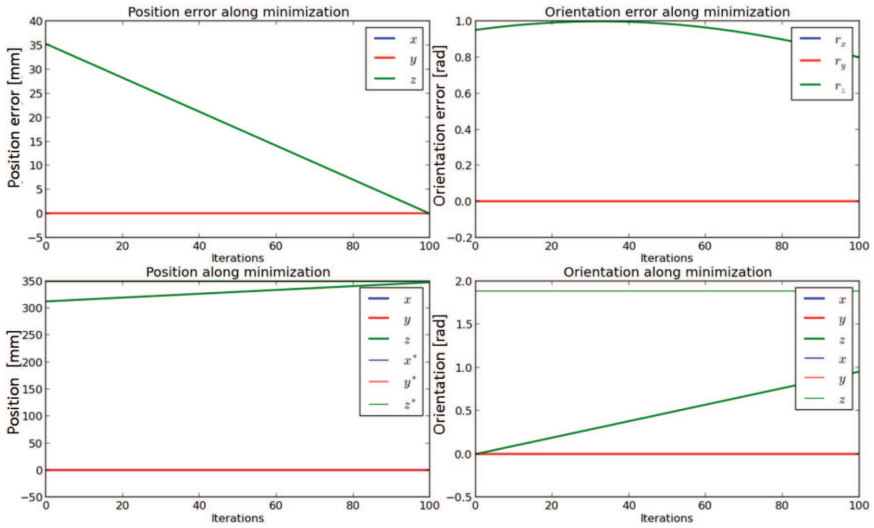 Position error along minimization
Position error [mm]
40
35
30
25
20
15
10
5
0
−5
0 20 40 60 80 100
Iterations
x
y
z
Orientation error along minimization
Orientation error [rad]
1.0
0.8
0.6
0.4
0.2
0.0
−0.2
0 20 40 60 80 100
Iterations
r_x
r_y
r_z
Position along minimization
Position [mm]
350
300
250
200
150
100
50
0
−50
0 20 40 60 80 100
Iterations
x
y
z
x*
y*
z*
Orientation along minimization
Orientation [rad]
2.0
1.5
1.0
0.5
0.0
−0.5
0 20 40 60 80 100
Iterations
x
y
z
x
y
z